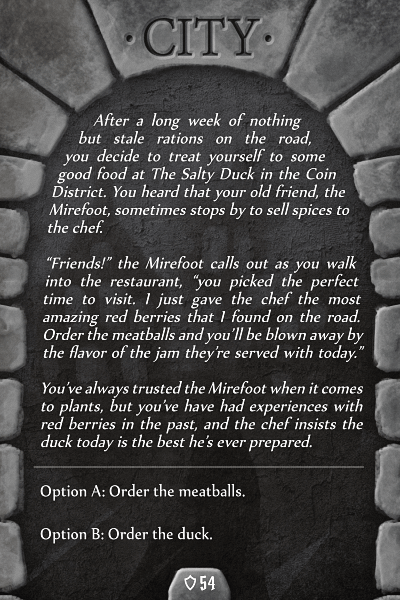 · CITY ·
After a long week of nothing
but stale rations on the road,
you decide to treat yourself to some
good food at The Salty Duck in the Coin
District. You heard that your old friend, the
Mirefoot, sometimes stops by to sell spices to
the chef.
“Friends!” the Mirefoot calls out as you walk
into the restaurant, “you picked the perfect
time to visit. I just gave the chef the most
amazing red berries that I found on the road.
Order the meatballs and you’ll be blown away by
the flavor of the jam they’re served with today.”
You’ve always trusted the Mirefoot when it comes
to plants, but you’ve have had experiences with
red berries in the past, and the chef insists the
duck today is the best he’s ever prepared.
Option A: Order the meatballs.
Option B: Order the duck.
54